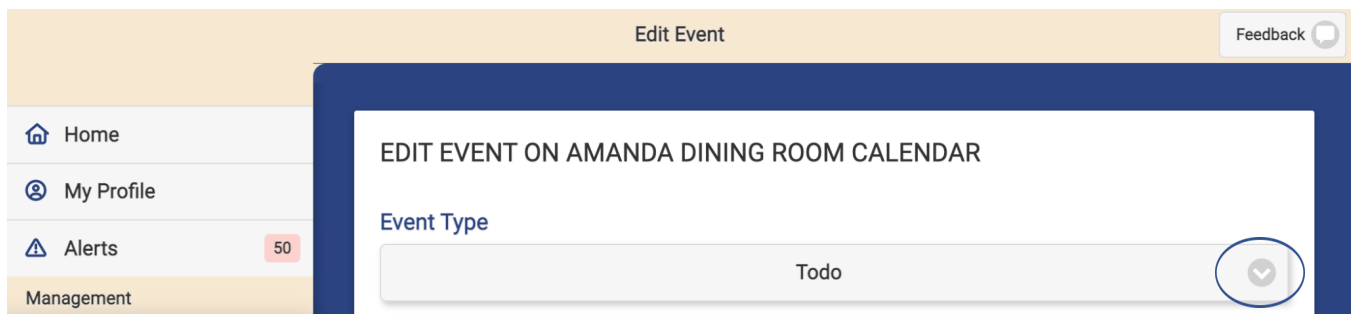 Edit Event
Feedback
Home
My Profile
Alerts 50
Management
EDIT EVENT ON AMANDA DINING ROOM CALENDAR
Event Type
Todo